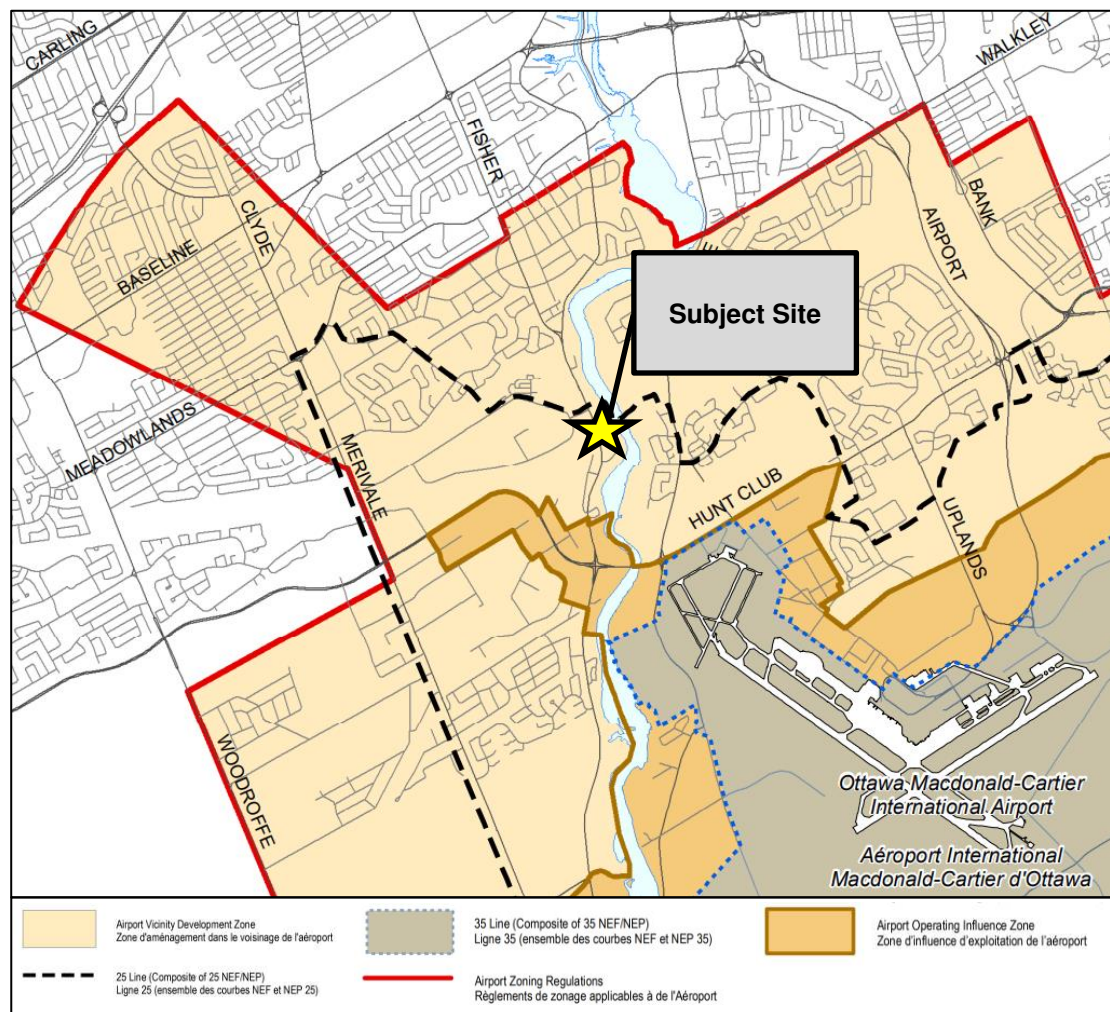 CARLING
WALKLEY
FISHER
BANK
CLYDE
AIRPORT
BASELINE
Subject Site
MEADOWLANDS
MERIVALE
HUNT CLUB
UPLANDS
WOODROFFE
Ottawa Macdonald-Cartier
International Airport
Aéroport International
Macdonald-Cartier d'Ottawa
Airport Vicinity Development Zone
Zone d'aménagement dans le voisinage de l'aéroport
35 Line (Composite of 35 NEF/NEP)
Ligne 35 (ensemble des courbes NEF et NEP 35)
Airport Operating Influence Zone
Zone d'influence d'exploitation de l'aéroport
25 Line (Composite of 25 NEF/NEP)
Ligne 25 (ensemble des courbes NEF et NEP 25)
Airport Zoning Regulations
Règlements de zonage applicables à de l'Aéroport